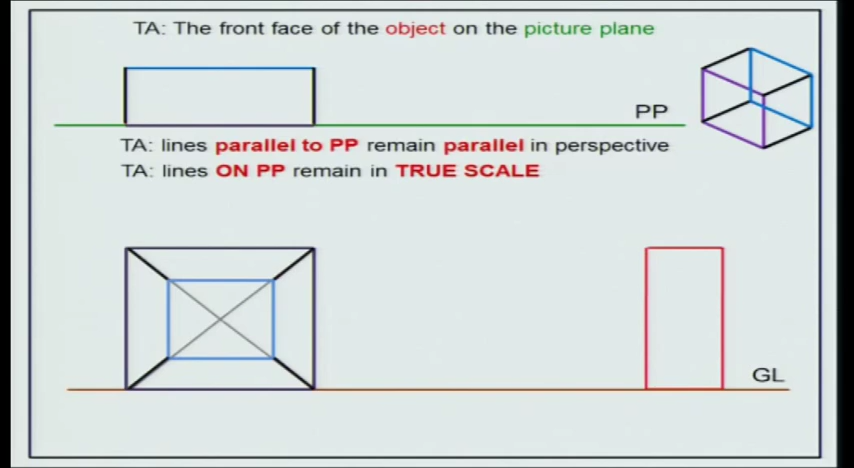 TA: The front face of the object on the picture plane
PP
TA: lines parallel to PP remain parallel in perspective
TA: lines ON PP remain in TRUE SCALE
GL